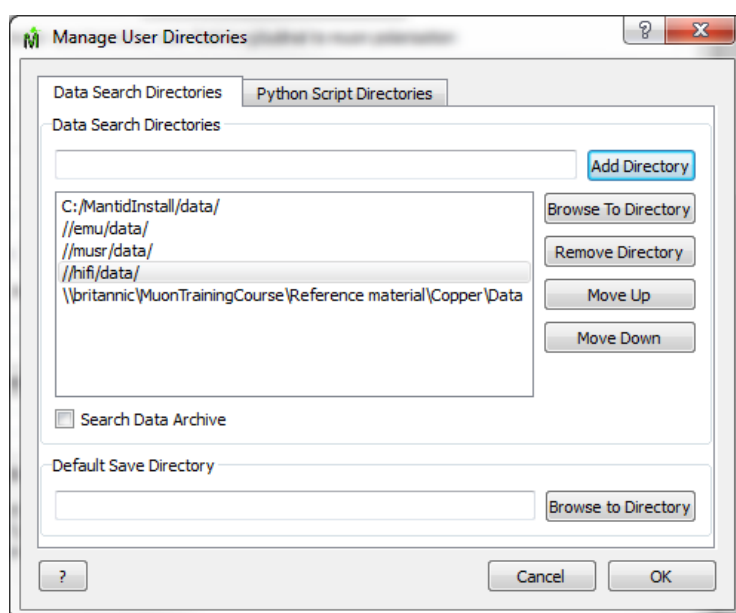 Manage User Directories
Data Search Directories
Python Script Directories
Data Search Directories
Add Directory
C:/MantidInstall/data/
//emu/data/
//musr/data/
//hifi/data/
\\britannic\MuonTrainingCourse\Reference material\Copper\Data
Browse To Directory
Remove Directory
Move Up
Move Down
Search Data Archive
Default Save Directory
Browse to Directory
?
Cancel
OK